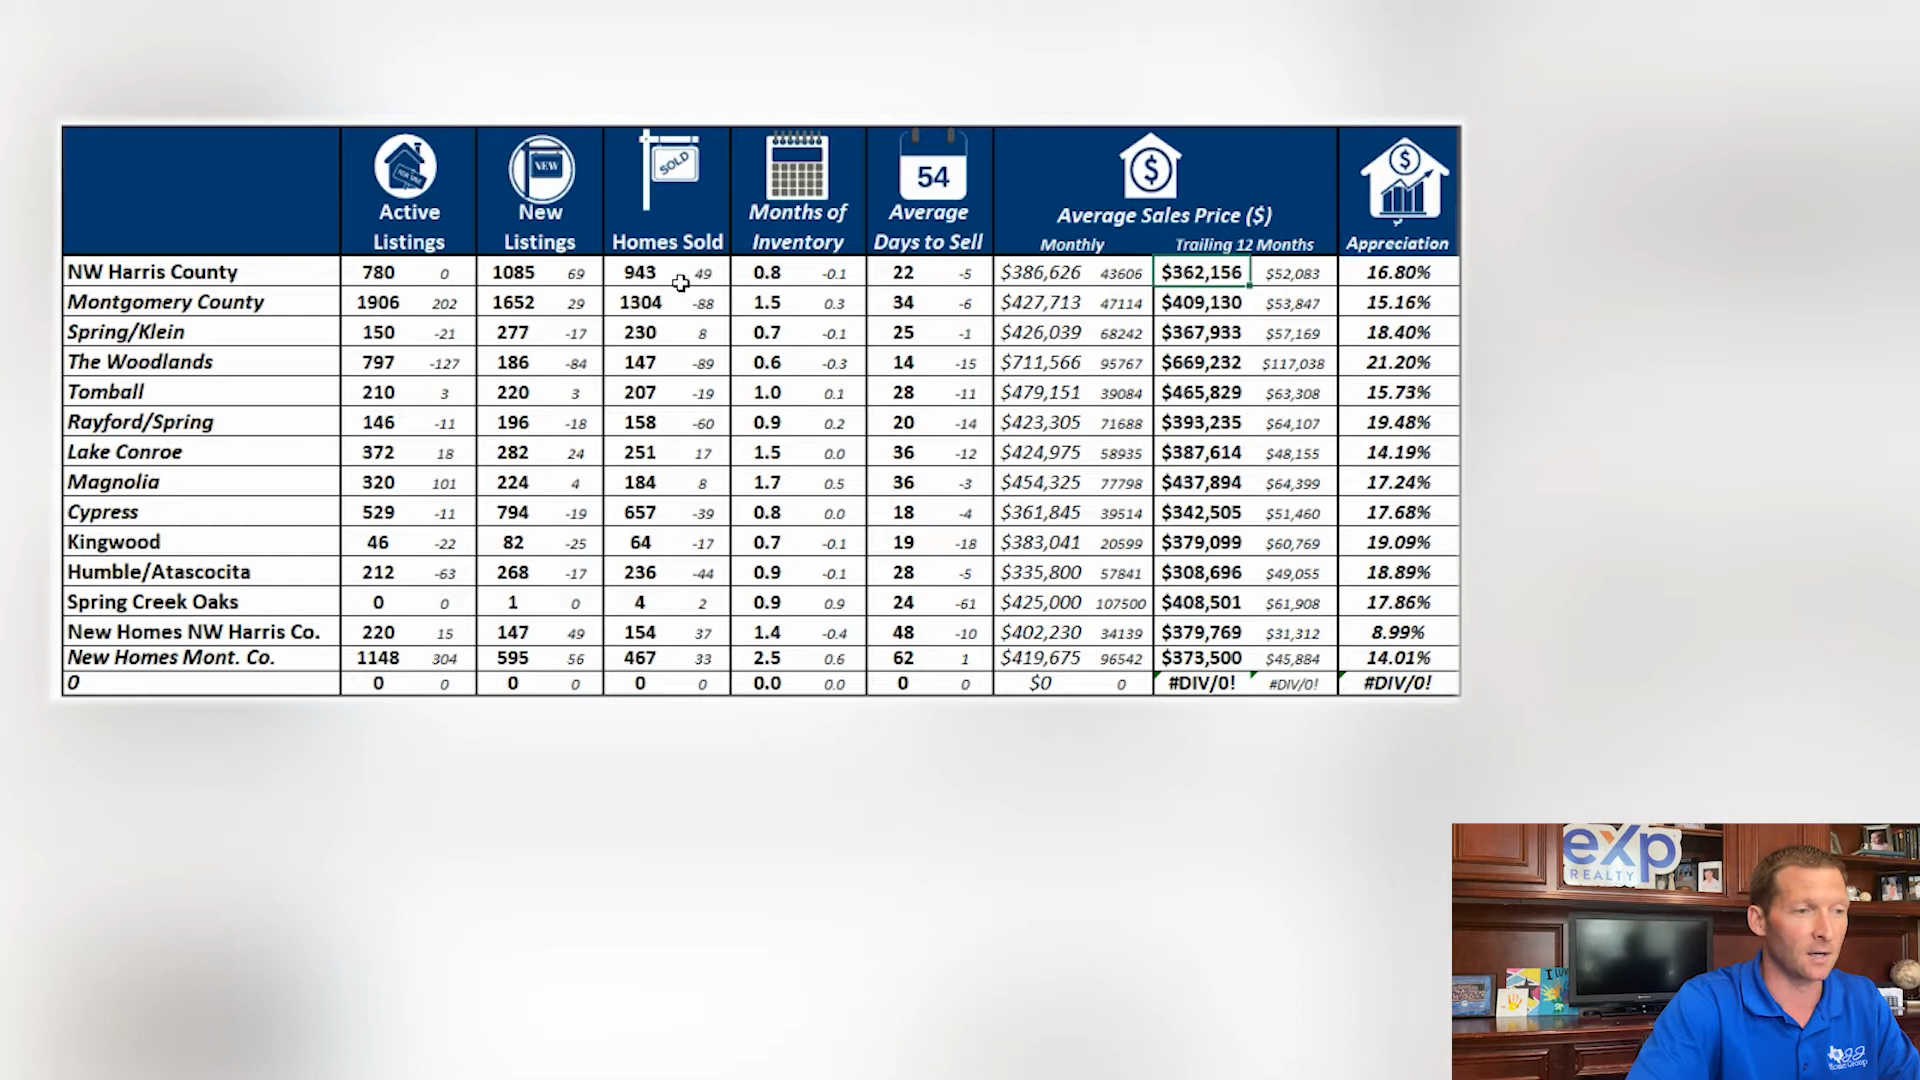 FOR SALE
NEW
SOLD
54
Active Listings
New Listings
Homes Sold
Months of Inventory
Average Days to Sell
Average Sales Price ($)
Monthly
Trailing 12 Months
Appreciation
NW Harris County 780 0 1085 69 943 49 0.8 -0.1 22 -5 $386,626 43606 $362,156 $52,083 16.80%
Montgomery County 1906 202 1652 29 1304 -88 1.5 0.3 34 -6 $427,713 47114 $409,130 $53,847 15.16%
Spring/Klein 150 -21 277 -17 230 8 0.7 -0.1 25 -1 $426,039 68242 $367,933 $57,169 18.40%
The Woodlands 797 -127 186 -84 147 -89 0.6 -0.3 14 -15 $711,566 95767 $669,232 $117,038 21.20%
Tomball 210 3 220 3 207 -19 1.0 0.1 28 -11 $479,151 39084 $465,829 $63,308 15.73%
Rayford/Spring 146 -11 196 -18 158 -60 0.9 0.2 20 -14 $423,305 71688 $393,235 $64,107 19.48%
Lake Conroe 372 18 282 24 251 17 1.5 0.0 36 -12 $424,975 58935 $387,614 $48,155 14.19%
Magnolia 320 101 224 4 184 8 1.7 0.5 36 -3 $454,325 77798 $437,894 $64,399 17.24%
Cypress 529 -11 794 -19 657 -39 0.8 0.0 18 -4 $361,845 39514 $342,505 $51,460 17.68%
Kingwood 46 -22 82 -25 64 -17 0.7 -0.1 19 -18 $383,041 20599 $379,099 $60,769 19.09%
Humble/Atascocita 212 -63 268 -17 236 -44 0.9 -0.1 28 -5 $335,800 57841 $308,696 $49,055 18.89%
Spring Creek Oaks 0 0 1 0 4 2 0.9 0.9 24 -61 $425,000 107500 $408,501 $61,908 17.86%
New Homes NW Harris Co. 220 15 147 49 154 37 1.4 -0.4 48 -10 $402,230 34139 $379,769 $31,312 8.99%
New Homes Mont. Co. 1148 304 595 56 467 33 2.5 0.6 62 1 $419,675 96542 $373,500 $45,884 14.01%
0 0 0 0 0 0 0 0.0 0.0 0 0 $0 0 #DIV/0! #DIV/0! #DIV/0!
eXp
REALTY
I LUV
JJ
Home Group